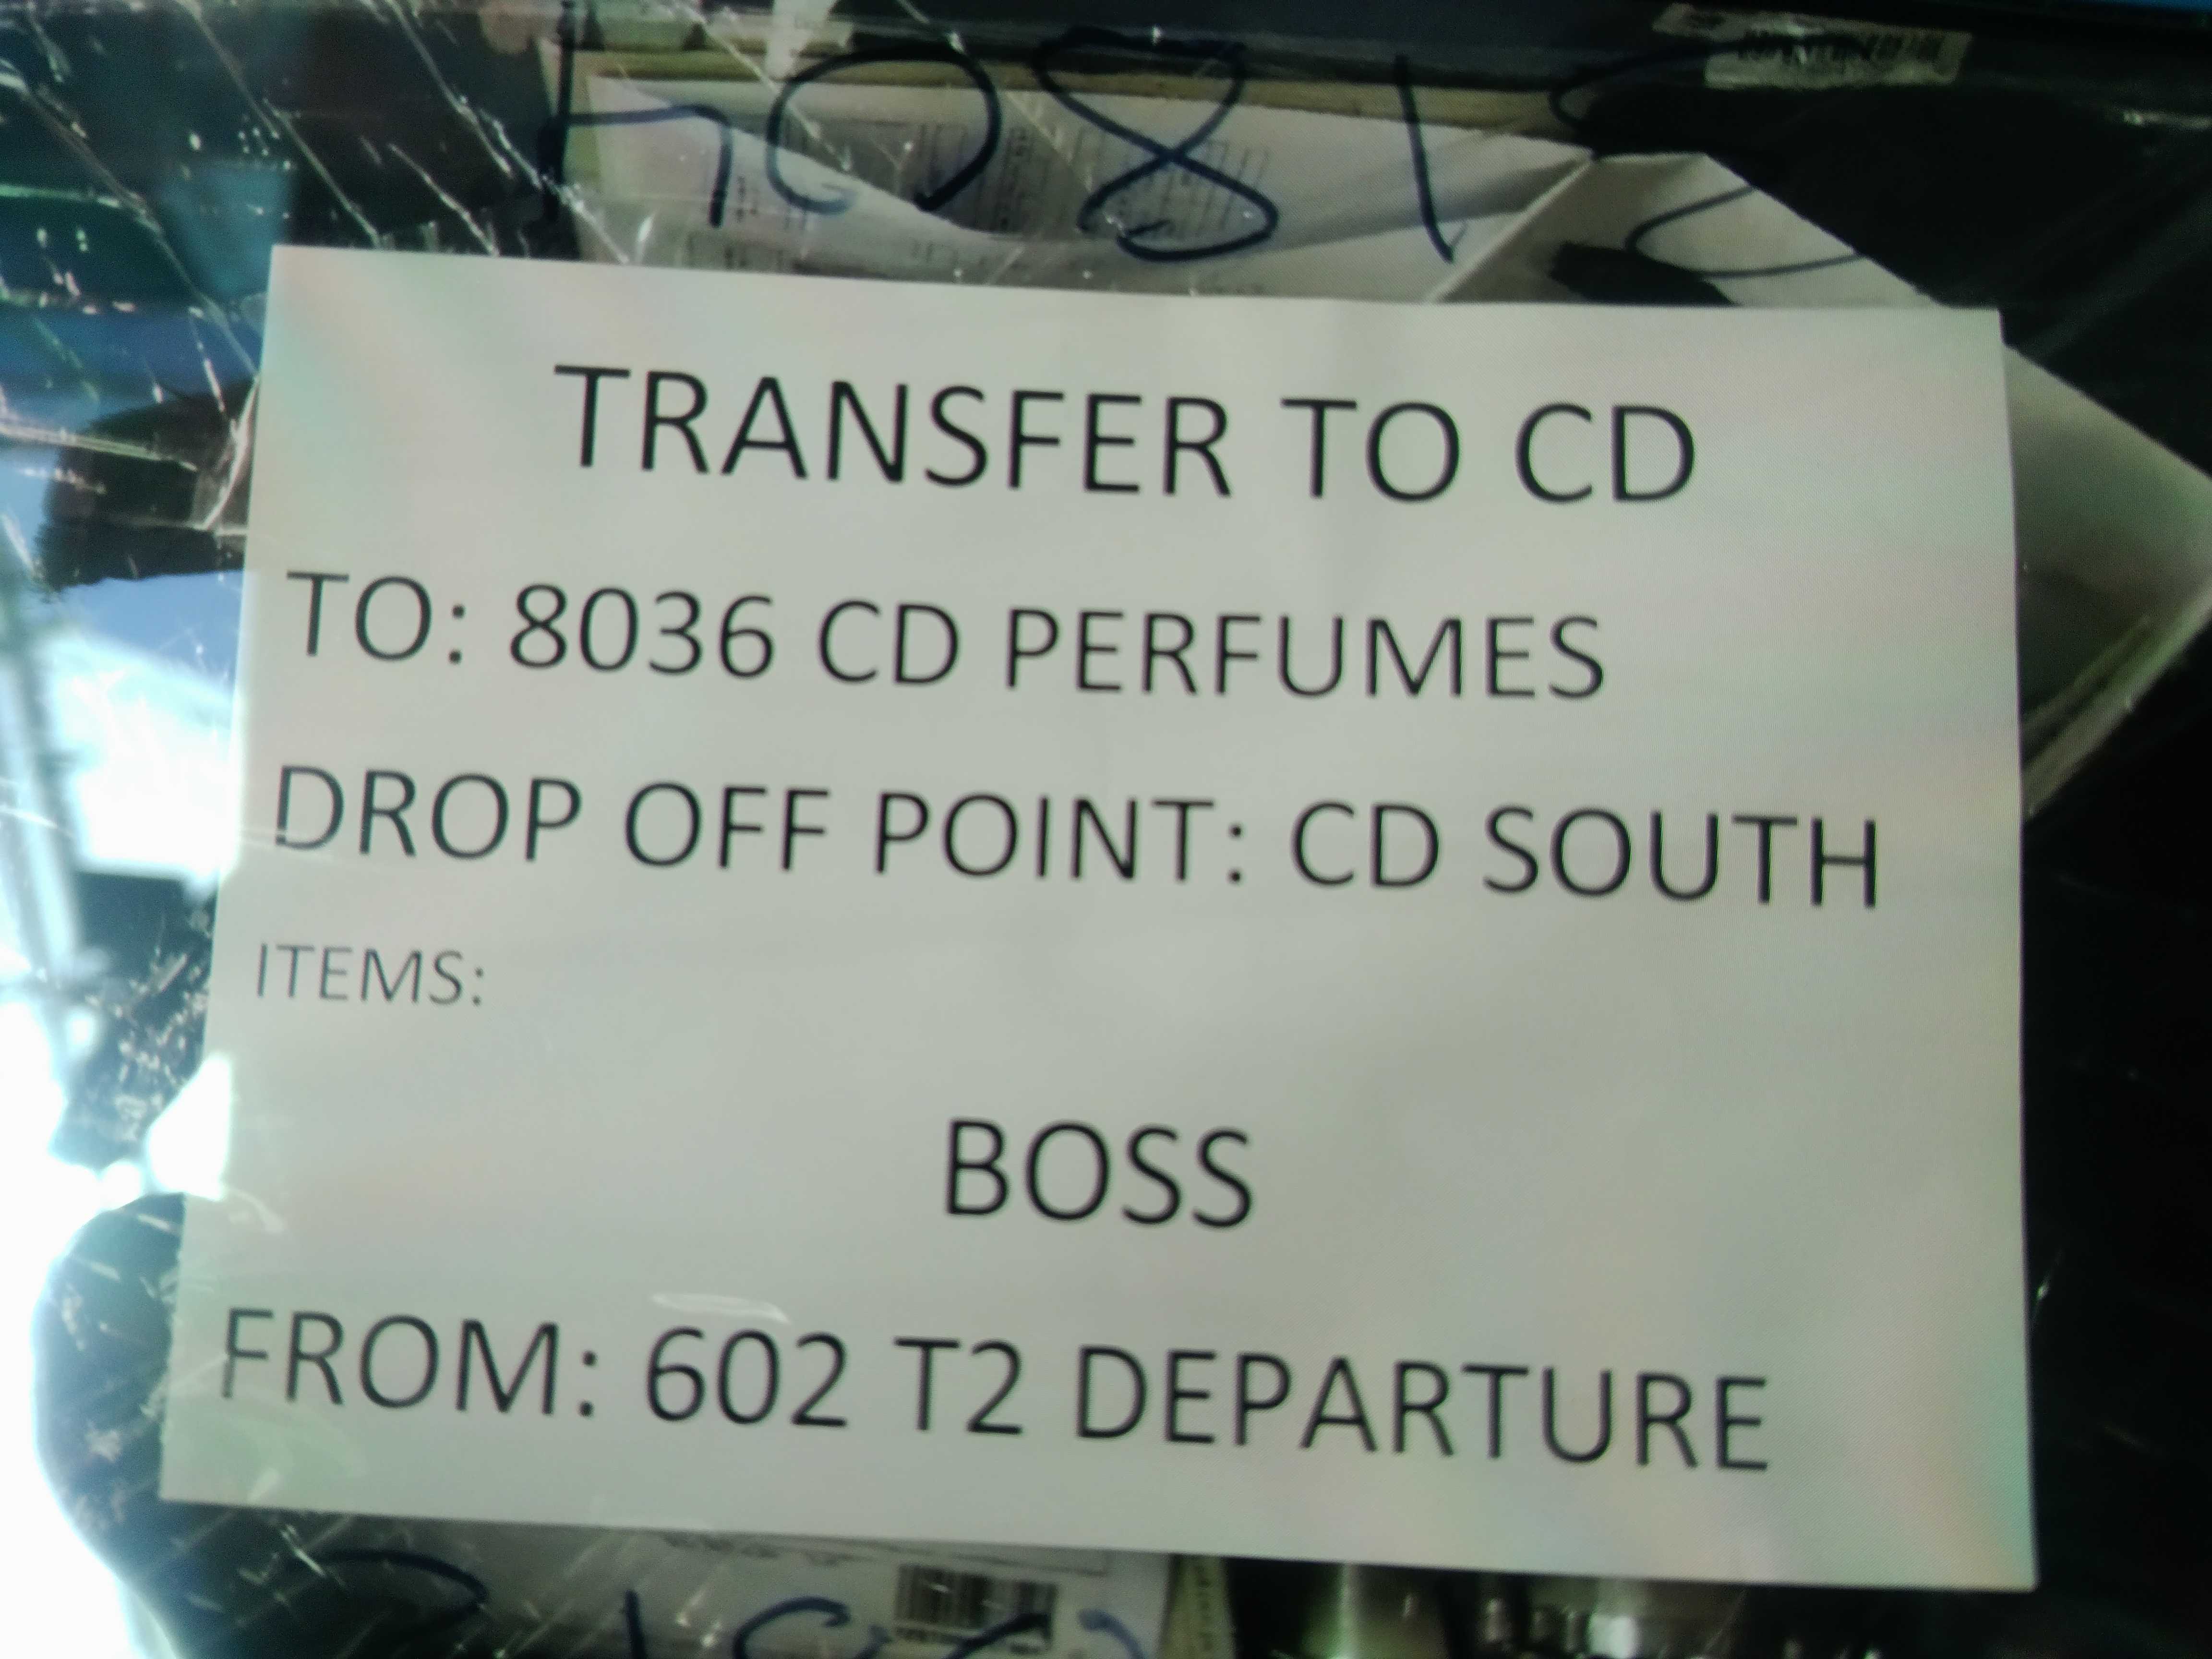 TRANSFER TO CD
TO: 8036 CD PERFUMES
DROP OFF POINT: CD SOUTH
ITEMS:
BOSS
FROM: 602 T2 DEPARTURE